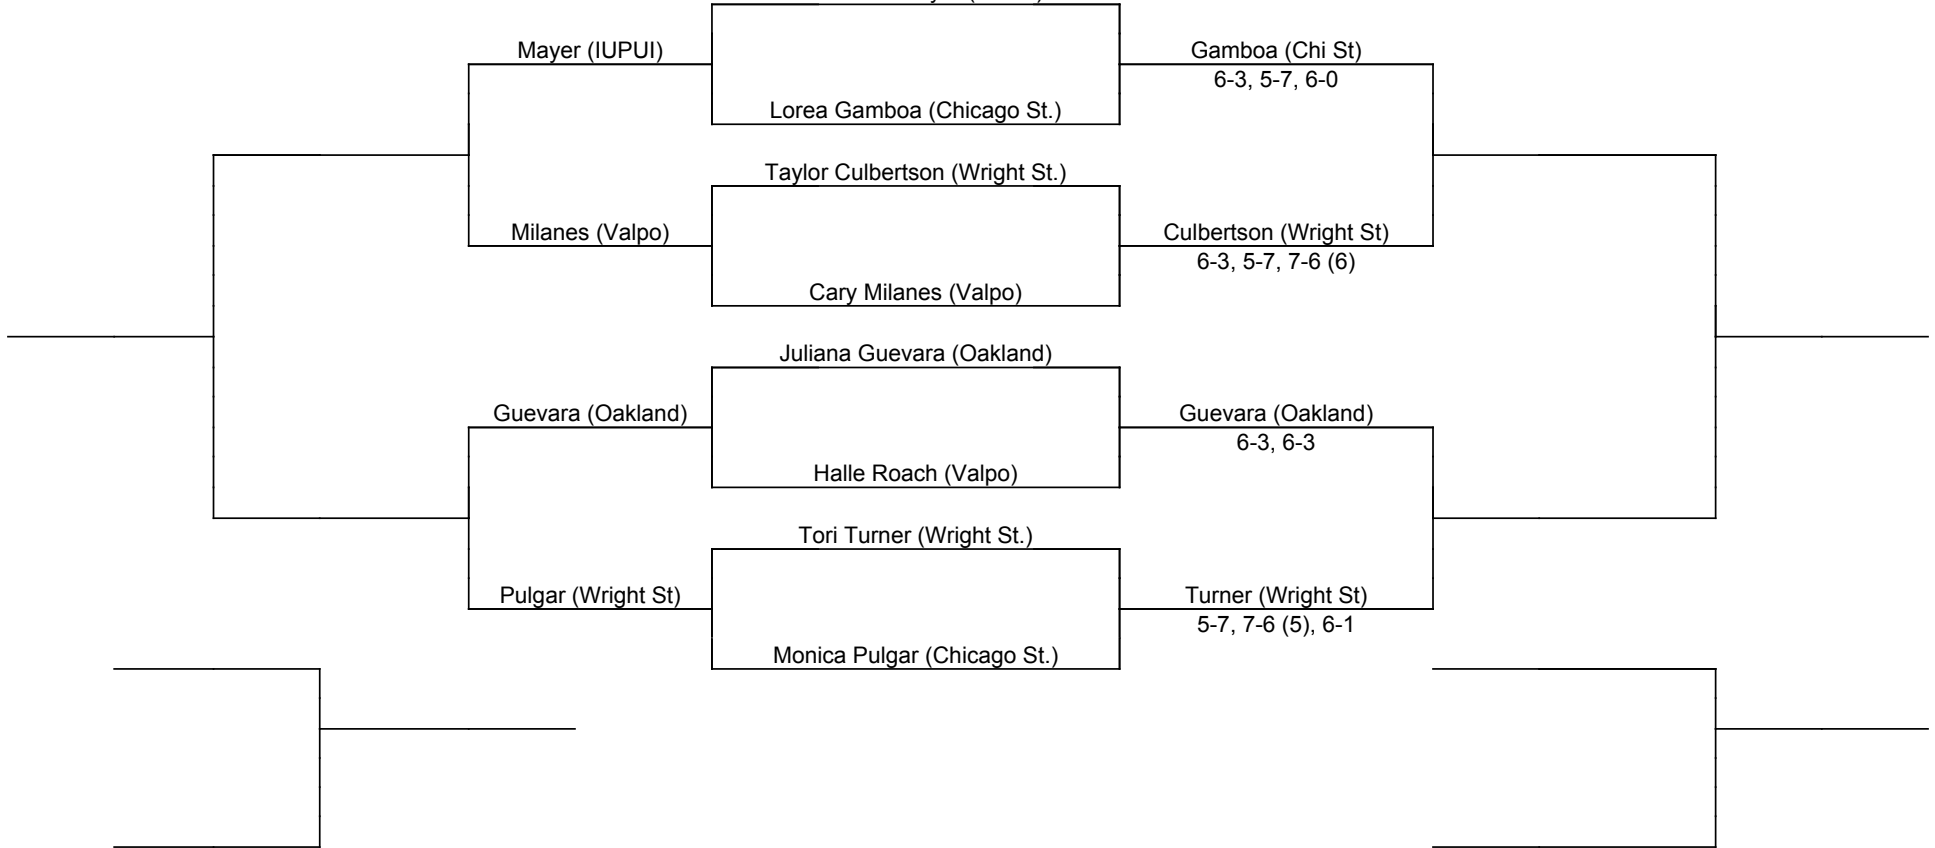 Mayer (IUPUI)
Gamboa (Chi St)
6-3, 5-7, 6-0
Lorea Gamboa (Chicago St.)
Taylor Culbertson (Wright St.)
Milanes (Valpo)
Culbertson (Wright St)
6-3, 5-7, 7-6 (6)
Cary Milanes (Valpo)
Juliana Guevara (Oakland)
Guevara (Oakland)
Guevara (Oakland)
6-3, 6-3
Halle Roach (Valpo)
Tori Turner (Wright St.)
Pulgar (Wright St)
Turner (Wright St)
5-7, 7-6 (5), 6-1
Monica Pulgar (Chicago St.)